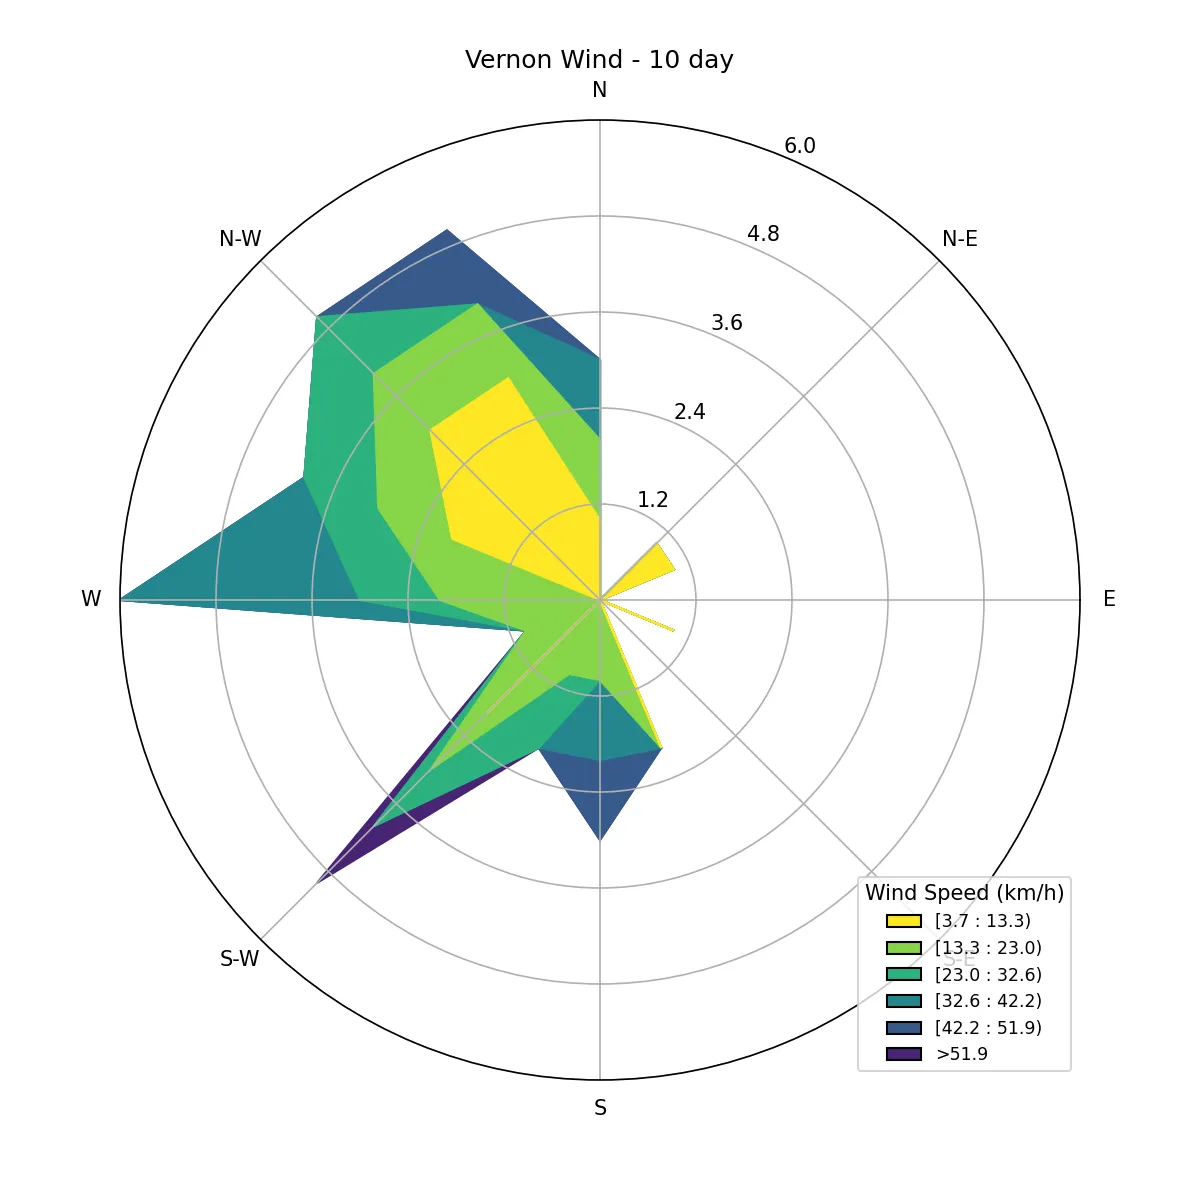 Vernon Wind - 10 day
N
6.0
N-W
4.8
N-E
3.6
2.4
1.2
W
E
S-W
S-E
S
Wind Speed (km/h)
[3.7 : 13.3)
[13.3 : 23.0)
[23.0 : 32.6)
[32.6 : 42.2)
[42.2 : 51.9)
>51.9